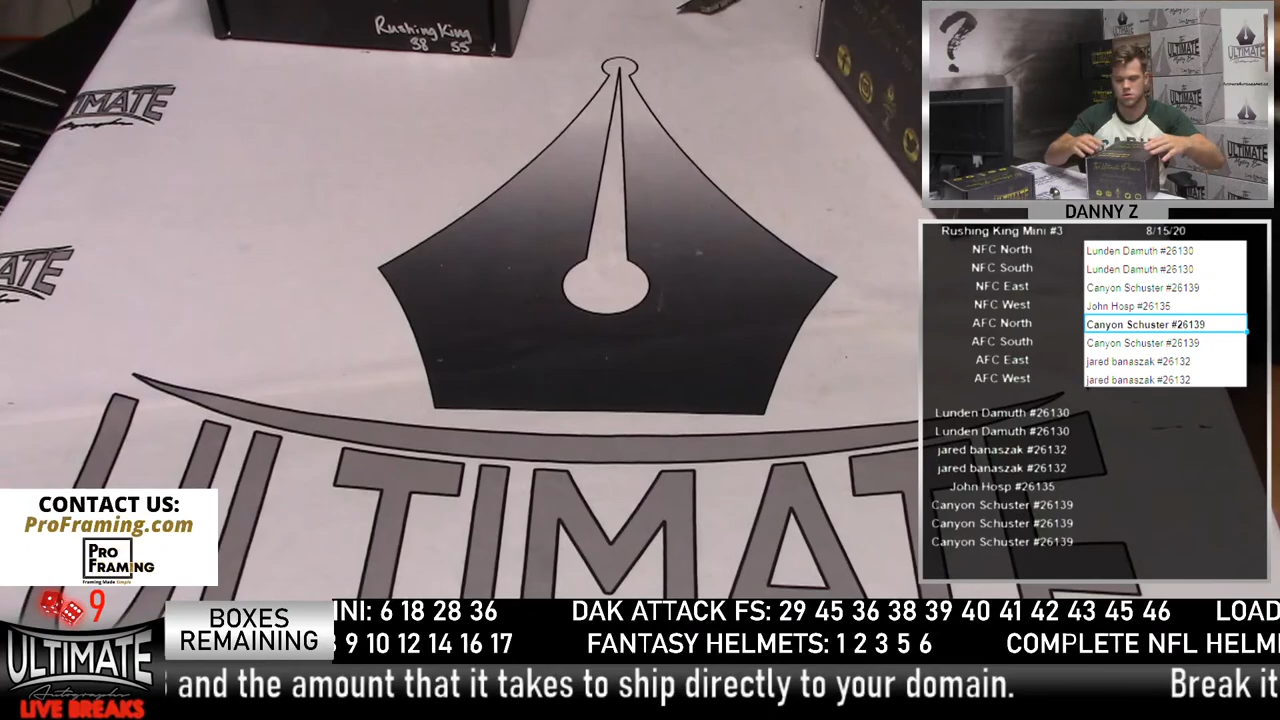 Rushing King
38 55
ULTIMATE
DANNY Z
Rushing King Mini #3 8/15/20
NFC North Lunden Damuth #26130
NFC South Lunden Damuth #26130
NFC East Canyon Schuster #26139
NFC West John Hosp #26135
AFC North Canyon Schuster #26139
AFC South Canyon Schuster #26139
AFC East jared banaszak #26132
AFC West jared banaszak #26132
Lunden Damuth #26130
Lunden Damuth #26130
jared banaszak #26132
jared banaszak #26132
John Hosp #26135
Canyon Schuster #26139
Canyon Schuster #26139
Canyon Schuster #26139
ULTIMATE
CONTACT US:
ProFraming.com
PRO
FRAMING
Framing Made Simple
9
ULTIMATE
Autographs
LIVE BREAKS
BOXES
REMAINING
INI: 6 18 28 36 DAK ATTACK FS: 29 45 36 38 39 40 41 42 43 45 46 LOAD
9 10 12 14 16 17 FANTASY HELMETS: 1 2 3 5 6 COMPLETE NFL HELMI
and the amount that it takes to ship directly to your domain. Break it